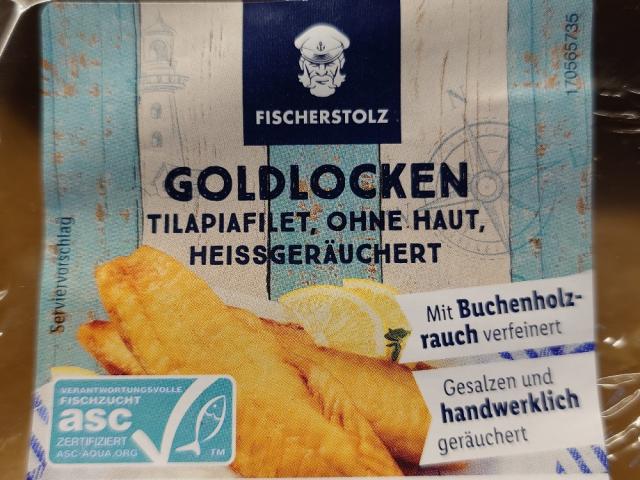 FISCHERSTOLZ
170565735
GOLDLOCKEN
TILAPIAFILET, OHNE HAUT,
HEISSGERÄUCHERT
Serviervorschlag
Mit Buchenholz-
rauch verfeinert
Gesalzen und
handwerklich
geräuchert
VERANTWORTUNGSVOLLE
FISCHZUCHT
asc
ZERTIFIZIERT
ASC-AQUA.ORG
TM